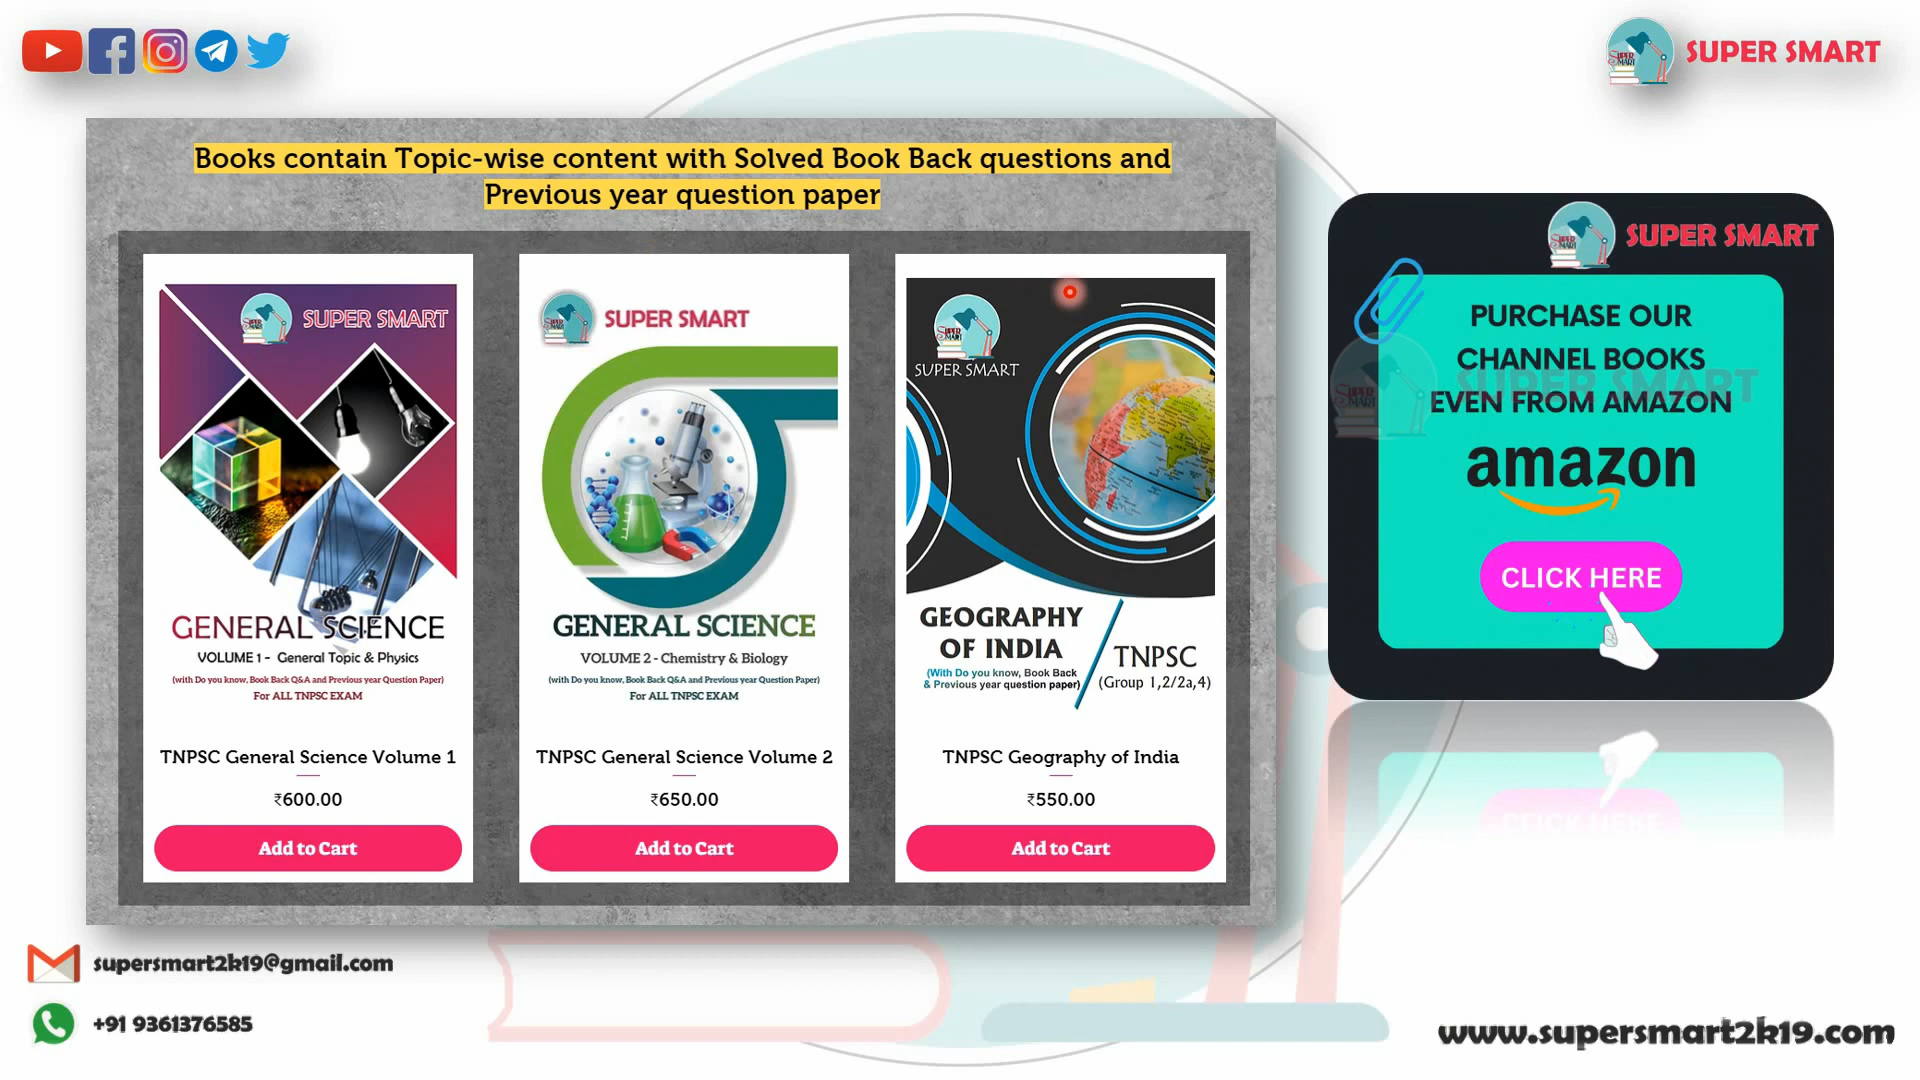 SUPER SMART
Books contain Topic-wise content with Solved Book Back questions and
Previous year question paper
SUPER SMART
GENERAL SCIENCE
VOLUME 1 - General Topic & Physics
(with Do you know, Book Back Q&A and Previous year Question Paper)
For ALL TNPSC EXAM
TNPSC General Science Volume 1
₹600.00
Add to Cart
SUPER SMART
GENERAL SCIENCE
VOLUME 2 - Chemistry & Biology
(with Do you know, Book Back Q&A and Previous year Question Paper)
For ALL TNPSC EXAM
TNPSC General Science Volume 2
₹650.00
Add to Cart
SUPER SMART
GEOGRAPHY
OF INDIA
(With Do you know, Book Back
& Previous year question paper)
TNPSC
(Group 1,2/2a,4)
TNPSC Geography of India
₹550.00
Add to Cart
SUPER SMART
PURCHASE OUR
CHANNEL BOOKS
SUPER SMART
EVEN FROM AMAZON
amazon
CLICK HERE
supersmart2k19@gmail.com
+91 9361376585
www.supersmart2k19.com